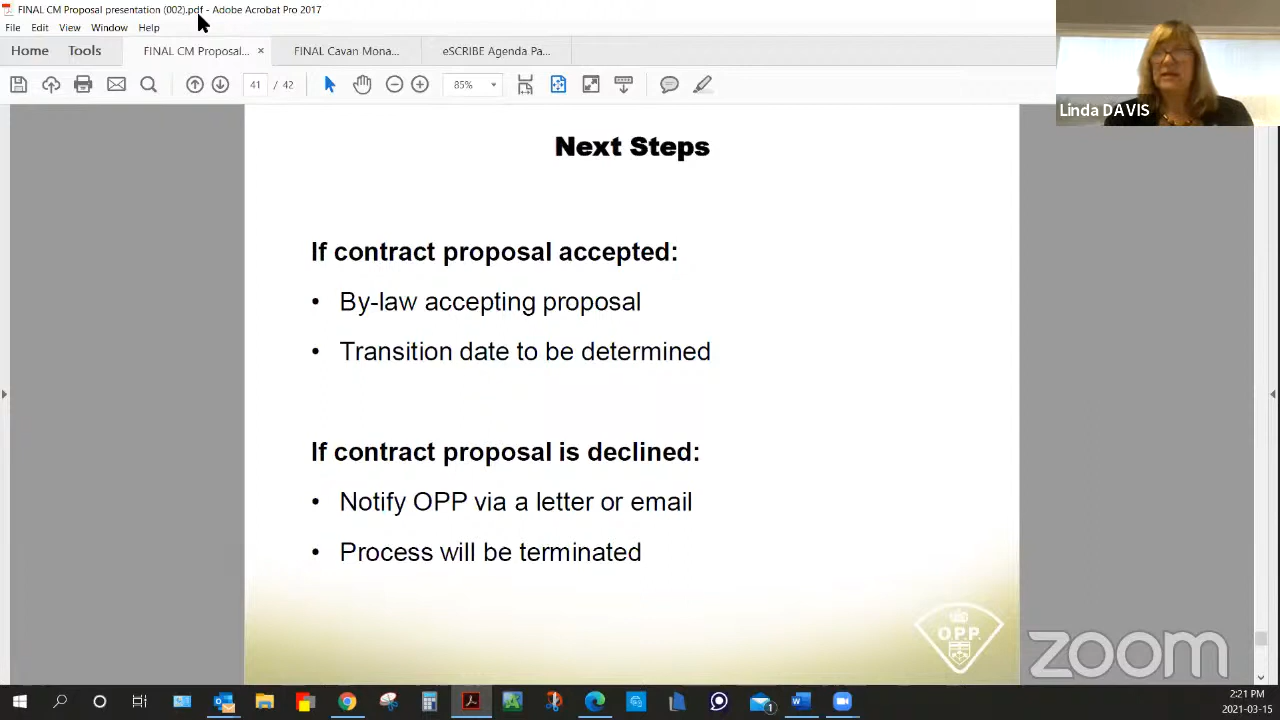 FINAL CM Proposal presentation (002).pdf - Adobe Acrobat Pro 2017
File Edit View Window Help
Home Tools FINAL CM Proposal... × FINAL Cavan Mona... eSCRIBE Agenda Pa...
41 / 42 85%
Linda DAVIS
Next Steps
If contract proposal accepted:
• By-law accepting proposal
• Transition date to be determined
If contract proposal is declined:
• Notify OPP via a letter or email
• Process will be terminated
O.P.P.
zoom
2:21 PM
2021-03-15